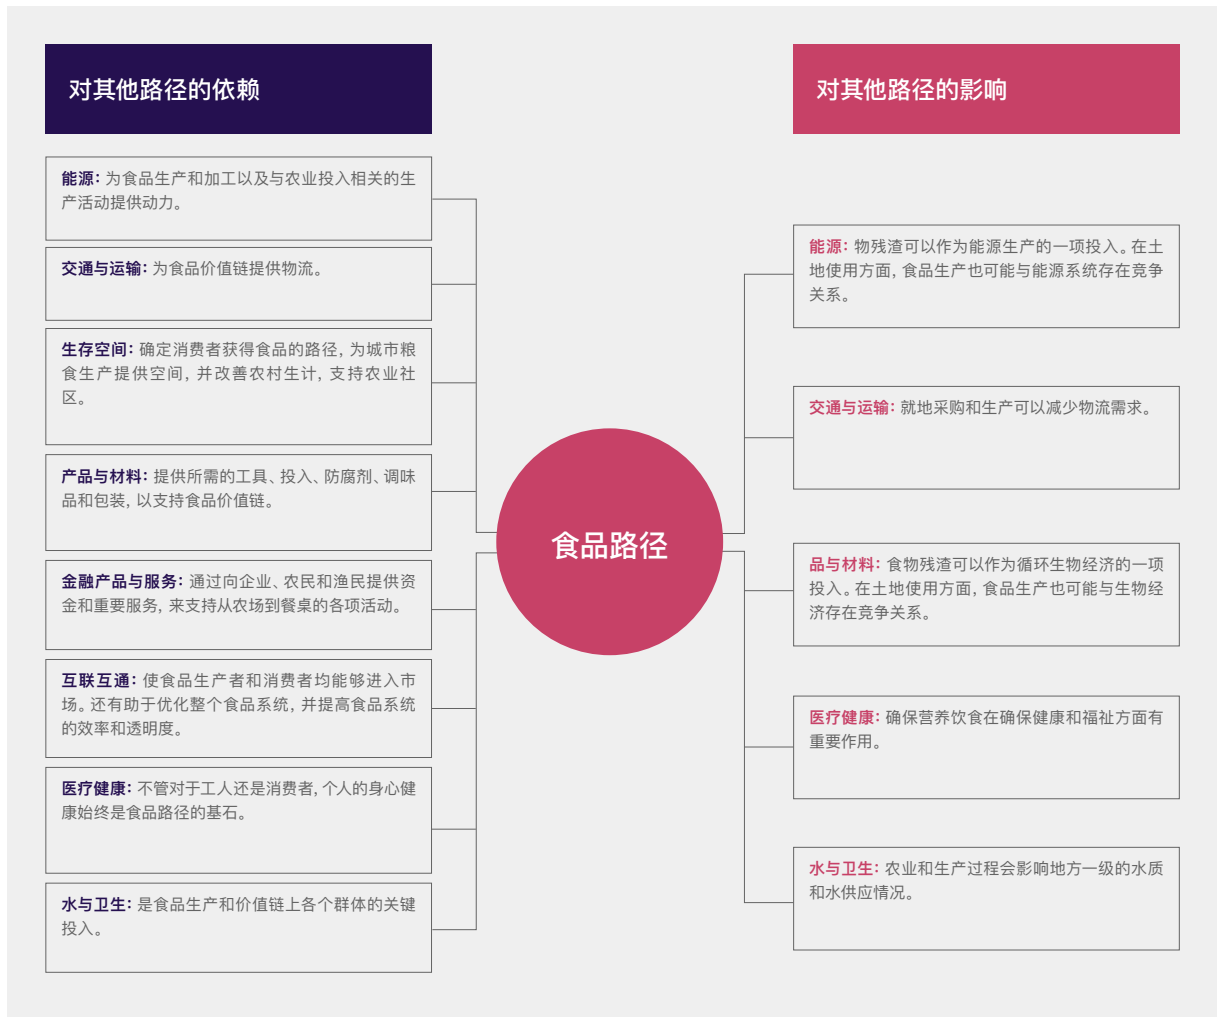 对其他路径的依赖
能源：为食品生产和加工以及与农业投入相关的生
产活动提供动力。
交通与运输：为食品价值链提供物流。
生存空间：确定消费者获得食品的路径，为城市粮
食生产提供空间，并改善农村生计，支持农业社
区。
产品与材料：提供所需的工具、投入、防腐剂、调味
品和包装，以支持食品价值链。
金融产品与服务：通过向企业、农民和渔民提供资
金和重要服务，来支持从农场到餐桌的各项活动。
互联互通：使食品生产者和消费者均能够进入市
场。还有助于优化整个食品系统，并提高食品系统
的效率和透明度。
医疗健康：不管对于工人还是消费者，个人的身心健
康始终是食品路径的基石。
水与卫生：是食品生产和价值链上各个群体的关键
投入。
食品路径
对其他路径的影响
能源：物残渣可以作为能源生产的一项投入。在土
地使用方面，食品生产也可能与能源系统存在竞争
关系。
交通与运输：就地采购和生产可以减少物流需求。
品与材料：食物残渣可以作为循环生物经济的一项
投入。在土地使用方面，食品生产也可能与生物经
济存在竞争关系。
医疗健康：确保营养饮食在确保健康和福祉方面有
重要作用。
水与卫生：农业和生产过程会影响地方一级的水质
和水供应情况。